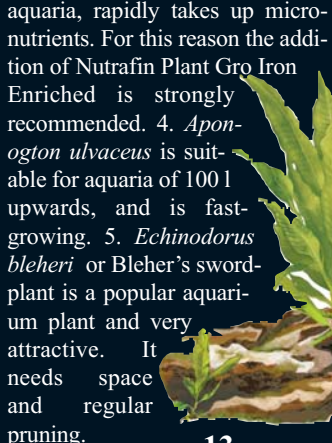 aquaria, rapidly takes up micro-
nutrients. For this reason the addi-
tion of Nutrafin Plant Gro Iron
Enriched is strongly
recommended. 4. Apon-
ogton ulvaceus is suit-
able for aquaria of 100 l
upwards, and is fast-
growing. 5. Echinodorus
bleheri or Bleher’s sword-
plant is a popular aquari-
um plant and very
attractive. It
needs space
and regular
pruning.
13